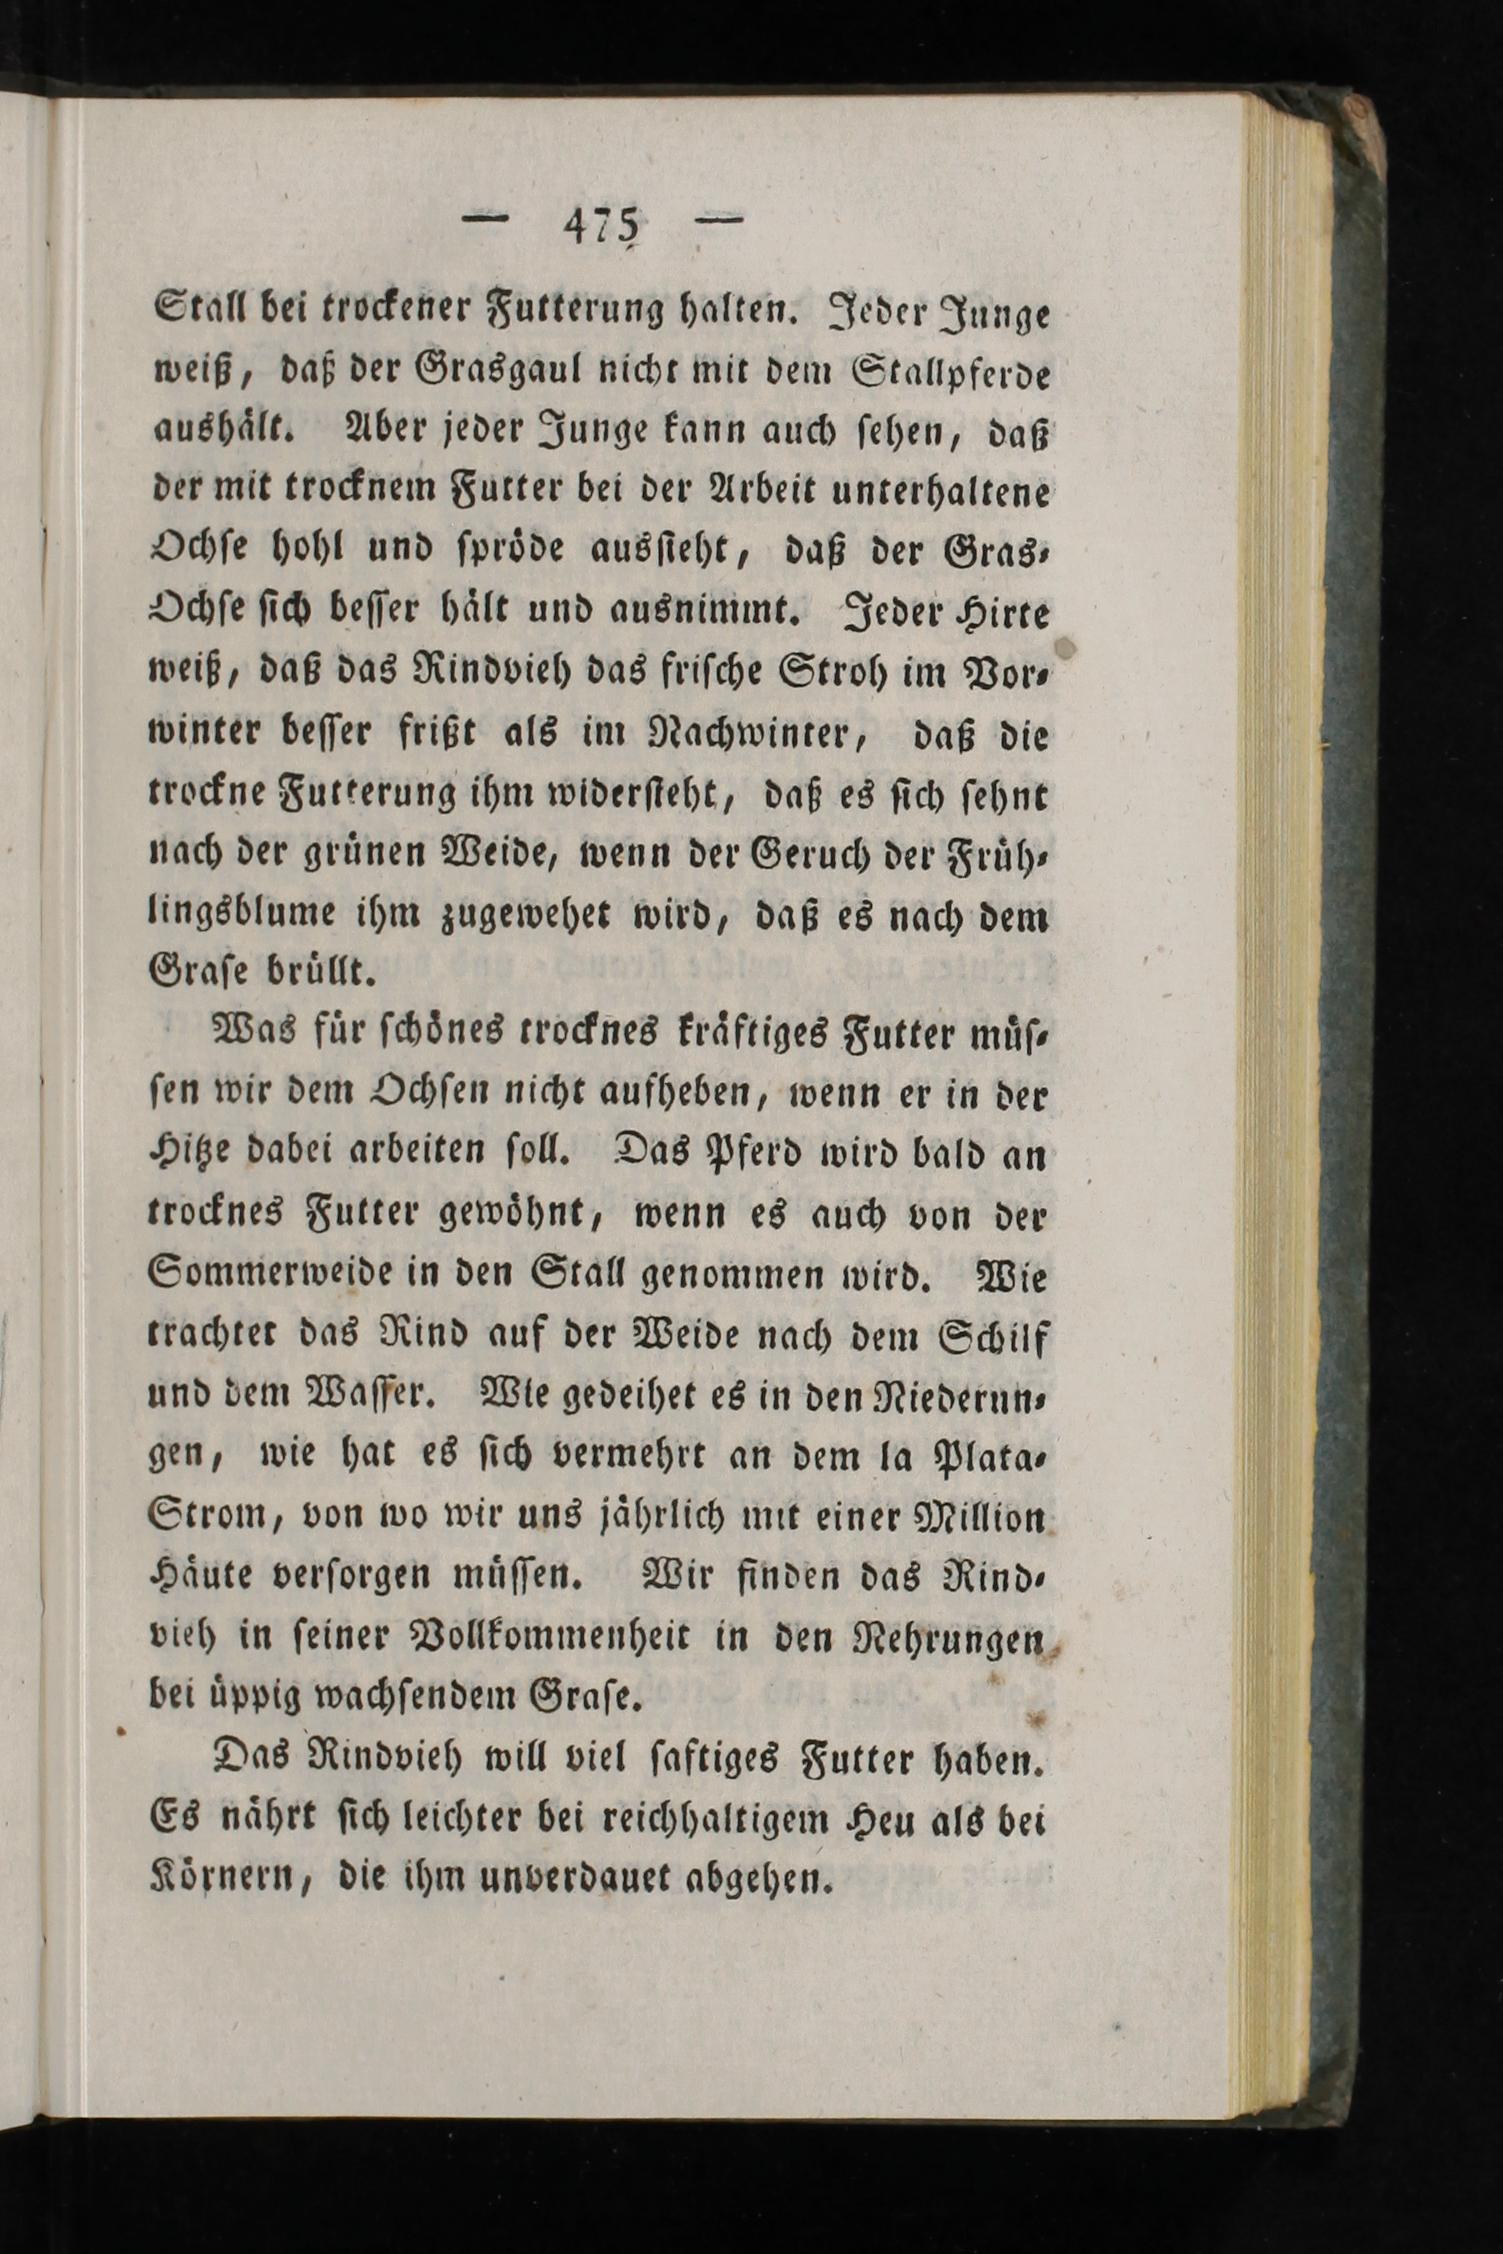 — 475 —
Stall bei trockener Futterung halten. Jeder Junge
weiß, daß der Grasgaul nicht mit dem Stallpferde
aushält. Aber jeder Junge kann auch ſehen, daß
der mit trocknem Futter bei der Arbeit unterhaltene
Ochſe hohl und ſpröde ausſieht, daß der Gras-
Ochſe ſich beſſer hält und ausnimmt. Jeder Hirte
weiß, daß das Rindvieh das friſche Stroh im Vor-
winter beſſer frißt als im Nachwinter, daß die
trockne Futterung ihm widerſteht, daß es ſich ſehnt
nach der grünen Weide, wenn der Geruch der Früh-
lingsblume ihm zugewehet wird, daß es nach dem
Graſe brüllt.
Was für ſchönes trocknes kräftiges Futter müſ-
ſen wir dem Ochſen nicht aufheben, wenn er in der
Hitze dabei arbeiten ſoll. Das Pferd wird bald an
trocknes Futter gewöhnt, wenn es auch von der
Sommerweide in den Stall genommen wird. Wie
trachtet das Rind auf der Weide nach dem Schilf
und dem Waſſer. Wie gedeihet es in den Niederun-
gen, wie hat es ſich vermehrt an dem la Plata-
Strom, von wo wir uns jährlich mit einer Million
Häute verſorgen müſſen. Wir finden das Rind-
vieh in ſeiner Vollkommenheit in den Nehrungen
bei üppig wachſendem Graſe.
Das Rindvieh will viel ſaftiges Futter haben.
Es nährt ſich leichter bei reichhaltigem Heu als bei
Körnern, die ihm unverdauet abgehen.